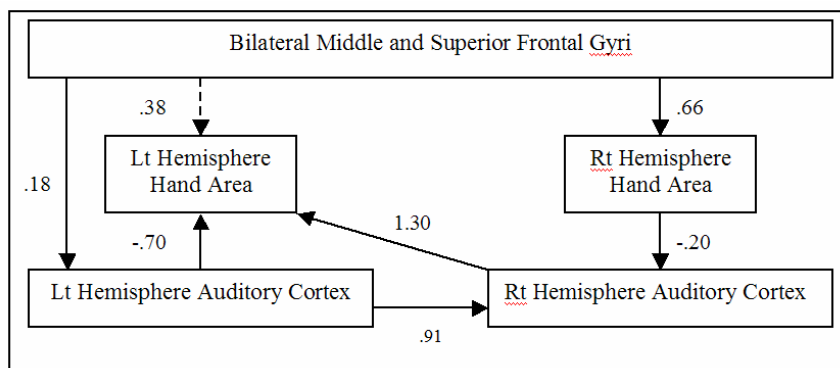 Bilateral Middle and Superior Frontal Gyri
.38
.66
Lt Hemisphere
Hand Area
Rt Hemisphere
Hand Area
.18
-.70
1.30
-.20
Lt Hemisphere Auditory Cortex
Rt Hemisphere Auditory Cortex
.91